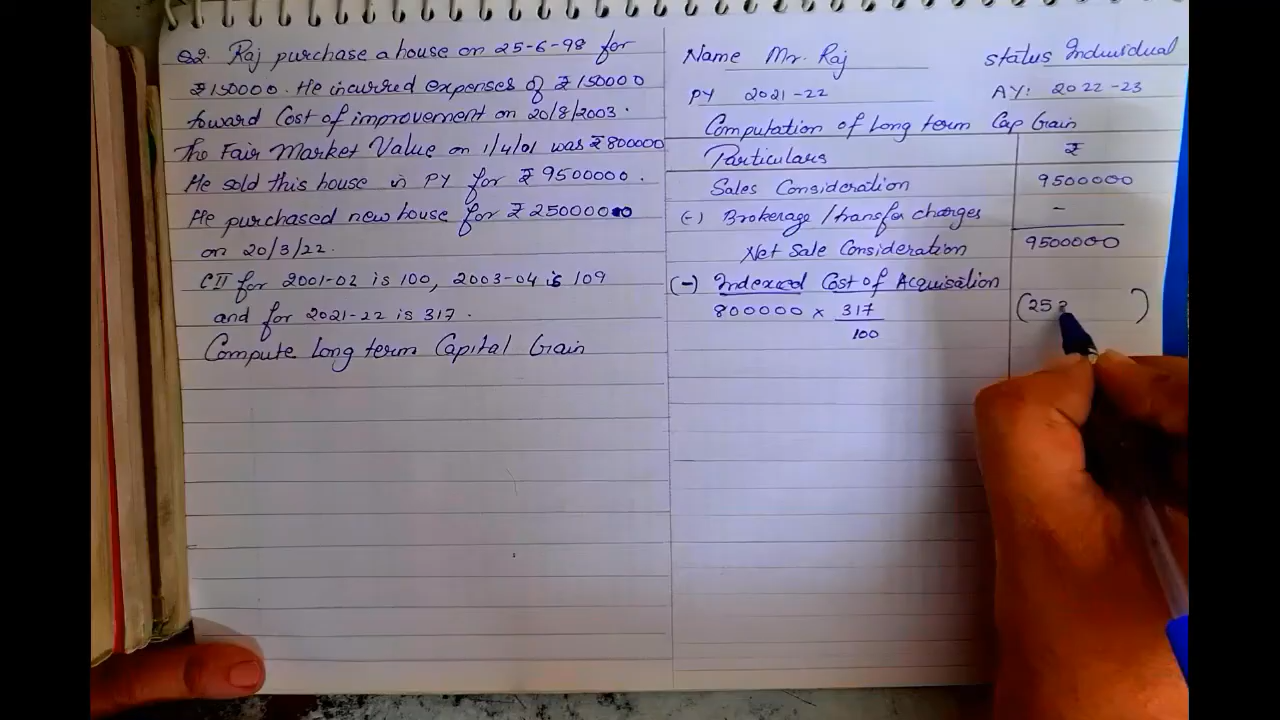 Q2. Raj purchase a house on 25-6-98 for
₹150000. He incurred expenses of ₹150000
toward Cost of improvement on 20/8/2003.
The Fair Market Value on 1/4/01 was ₹800000
He sold this house in PY for ₹9500000.
He purchased new house for ₹2500000
on 20/3/22.
CII for 2001-02 is 100, 2003-04 is 109
and for 2021-22 is 317.
Compute Long term Capital Gain
Name Mr. Raj status Individual
PY 2021-22 AY: 2022-23
Computation of Long term Cap Gain
Particulars ₹
Sales Consideration 9500000
(-) Brokerage/transfer charges -
Net Sale Consideration 9500000
(-) Indexed Cost of Acquisation
800000 × 317 (253 )
100